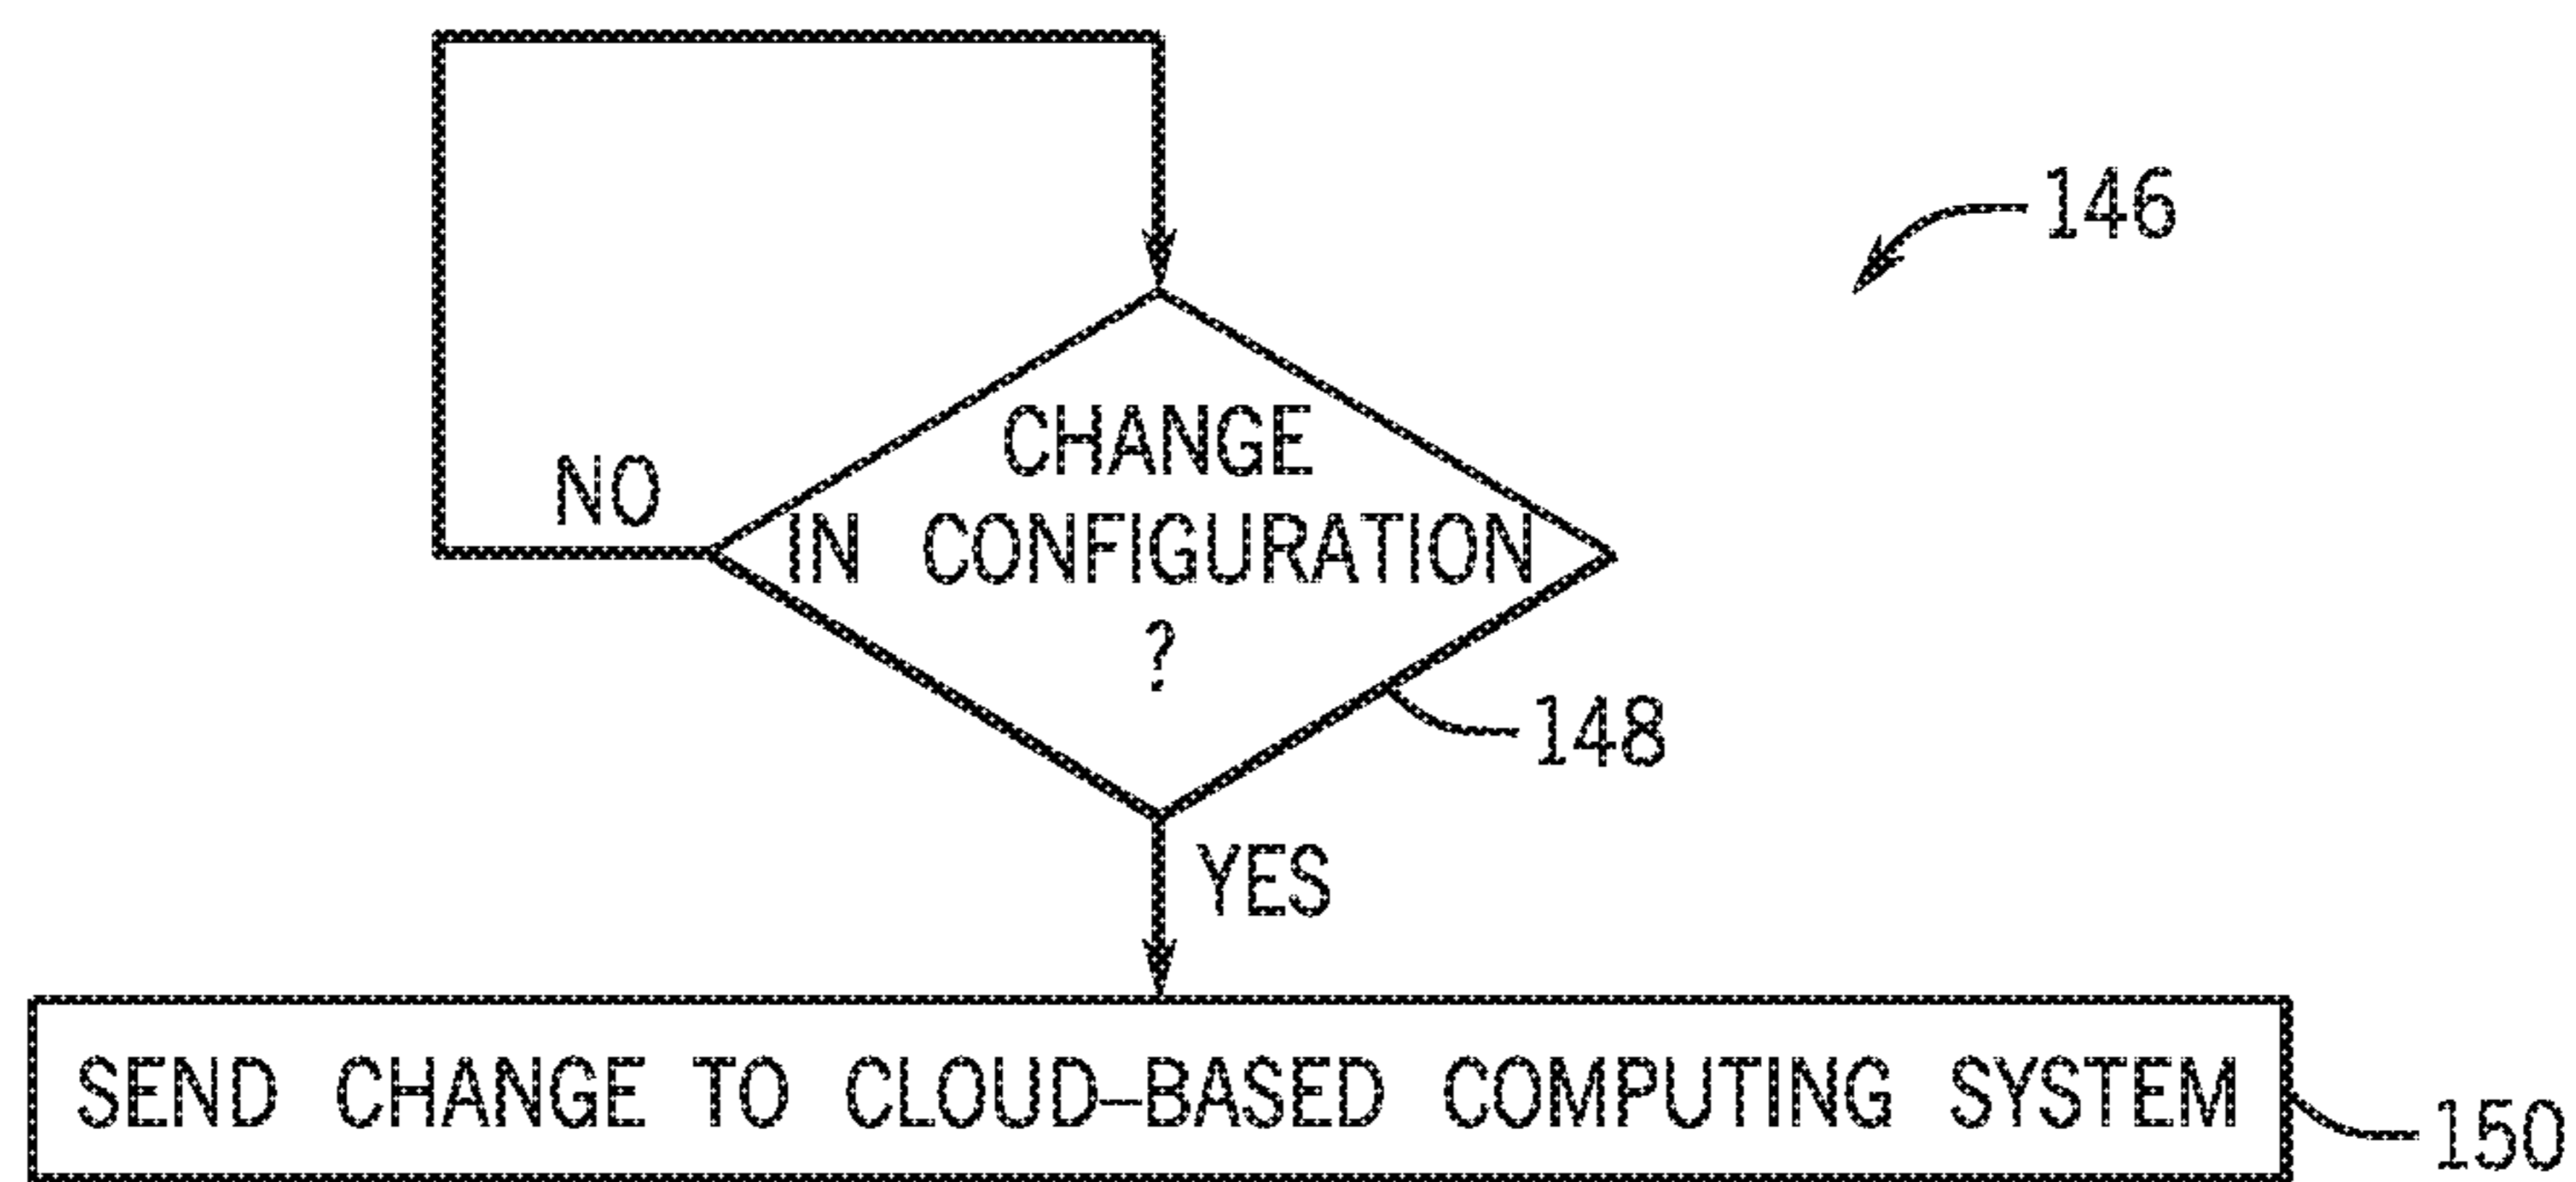 146
CHANGE
NO
IN CONFIGURATION
?
148
YES
SEND CHANGE TO CLOUD–BASED COMPUTING SYSTEM
150